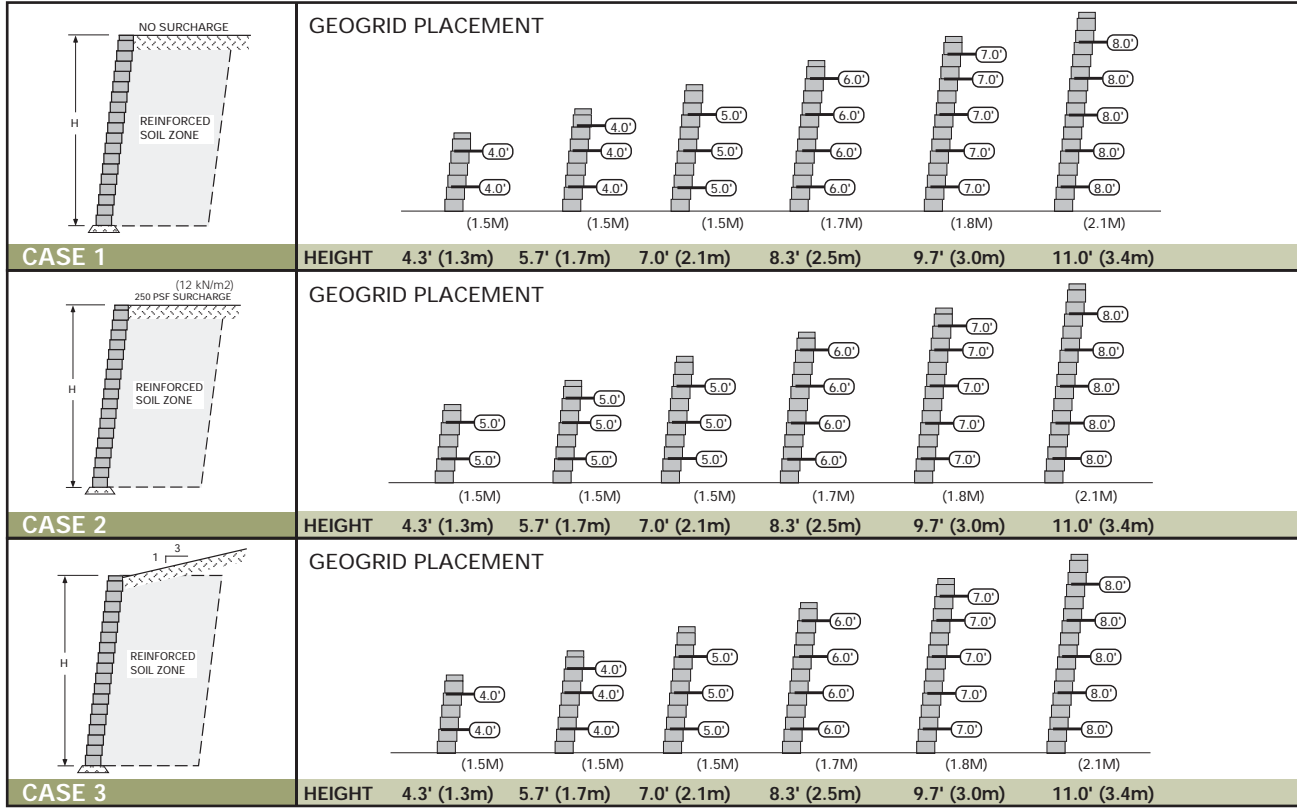 NO SURCHARGE
H
REINFORCED
SOIL ZONE
CASE 1
GEOGRID PLACEMENT
4.0'
4.0'
4.0'
4.0'
4.0'
5.0'
5.0'
5.0'
6.0'
6.0'
6.0'
6.0'
7.0'
7.0'
7.0'
7.0'
7.0'
8.0'
8.0'
8.0'
8.0'
8.0'
(1.5M) (1.5M) (1.5M) (1.7M) (1.8M) (2.1M)
HEIGHT 4.3' (1.3m) 5.7' (1.7m) 7.0' (2.1m) 8.3' (2.5m) 9.7' (3.0m) 11.0' (3.4m)
(12 kN/m2)
250 PSF SURCHARGE
H
REINFORCED
SOIL ZONE
CASE 2
GEOGRID PLACEMENT
5.0'
5.0'
5.0'
5.0'
5.0'
5.0'
5.0'
5.0'
6.0'
6.0'
6.0'
6.0'
7.0'
7.0'
7.0'
7.0'
7.0'
8.0'
8.0'
8.0'
8.0'
8.0'
(1.5M) (1.5M) (1.5M) (1.7M) (1.8M) (2.1M)
HEIGHT 4.3' (1.3m) 5.7' (1.7m) 7.0' (2.1m) 8.3' (2.5m) 9.7' (3.0m) 11.0' (3.4m)
3
1
H
REINFORCED
SOIL ZONE
CASE 3
GEOGRID PLACEMENT
4.0'
4.0'
4.0'
4.0'
4.0'
5.0'
5.0'
5.0'
6.0'
6.0'
6.0'
6.0'
7.0'
7.0'
7.0'
7.0'
7.0'
8.0'
8.0'
8.0'
8.0'
8.0'
(1.5M) (1.5M) (1.5M) (1.7M) (1.8M) (2.1M)
HEIGHT 4.3' (1.3m) 5.7' (1.7m) 7.0' (2.1m) 8.3' (2.5m) 9.7' (3.0m) 11.0' (3.4m)